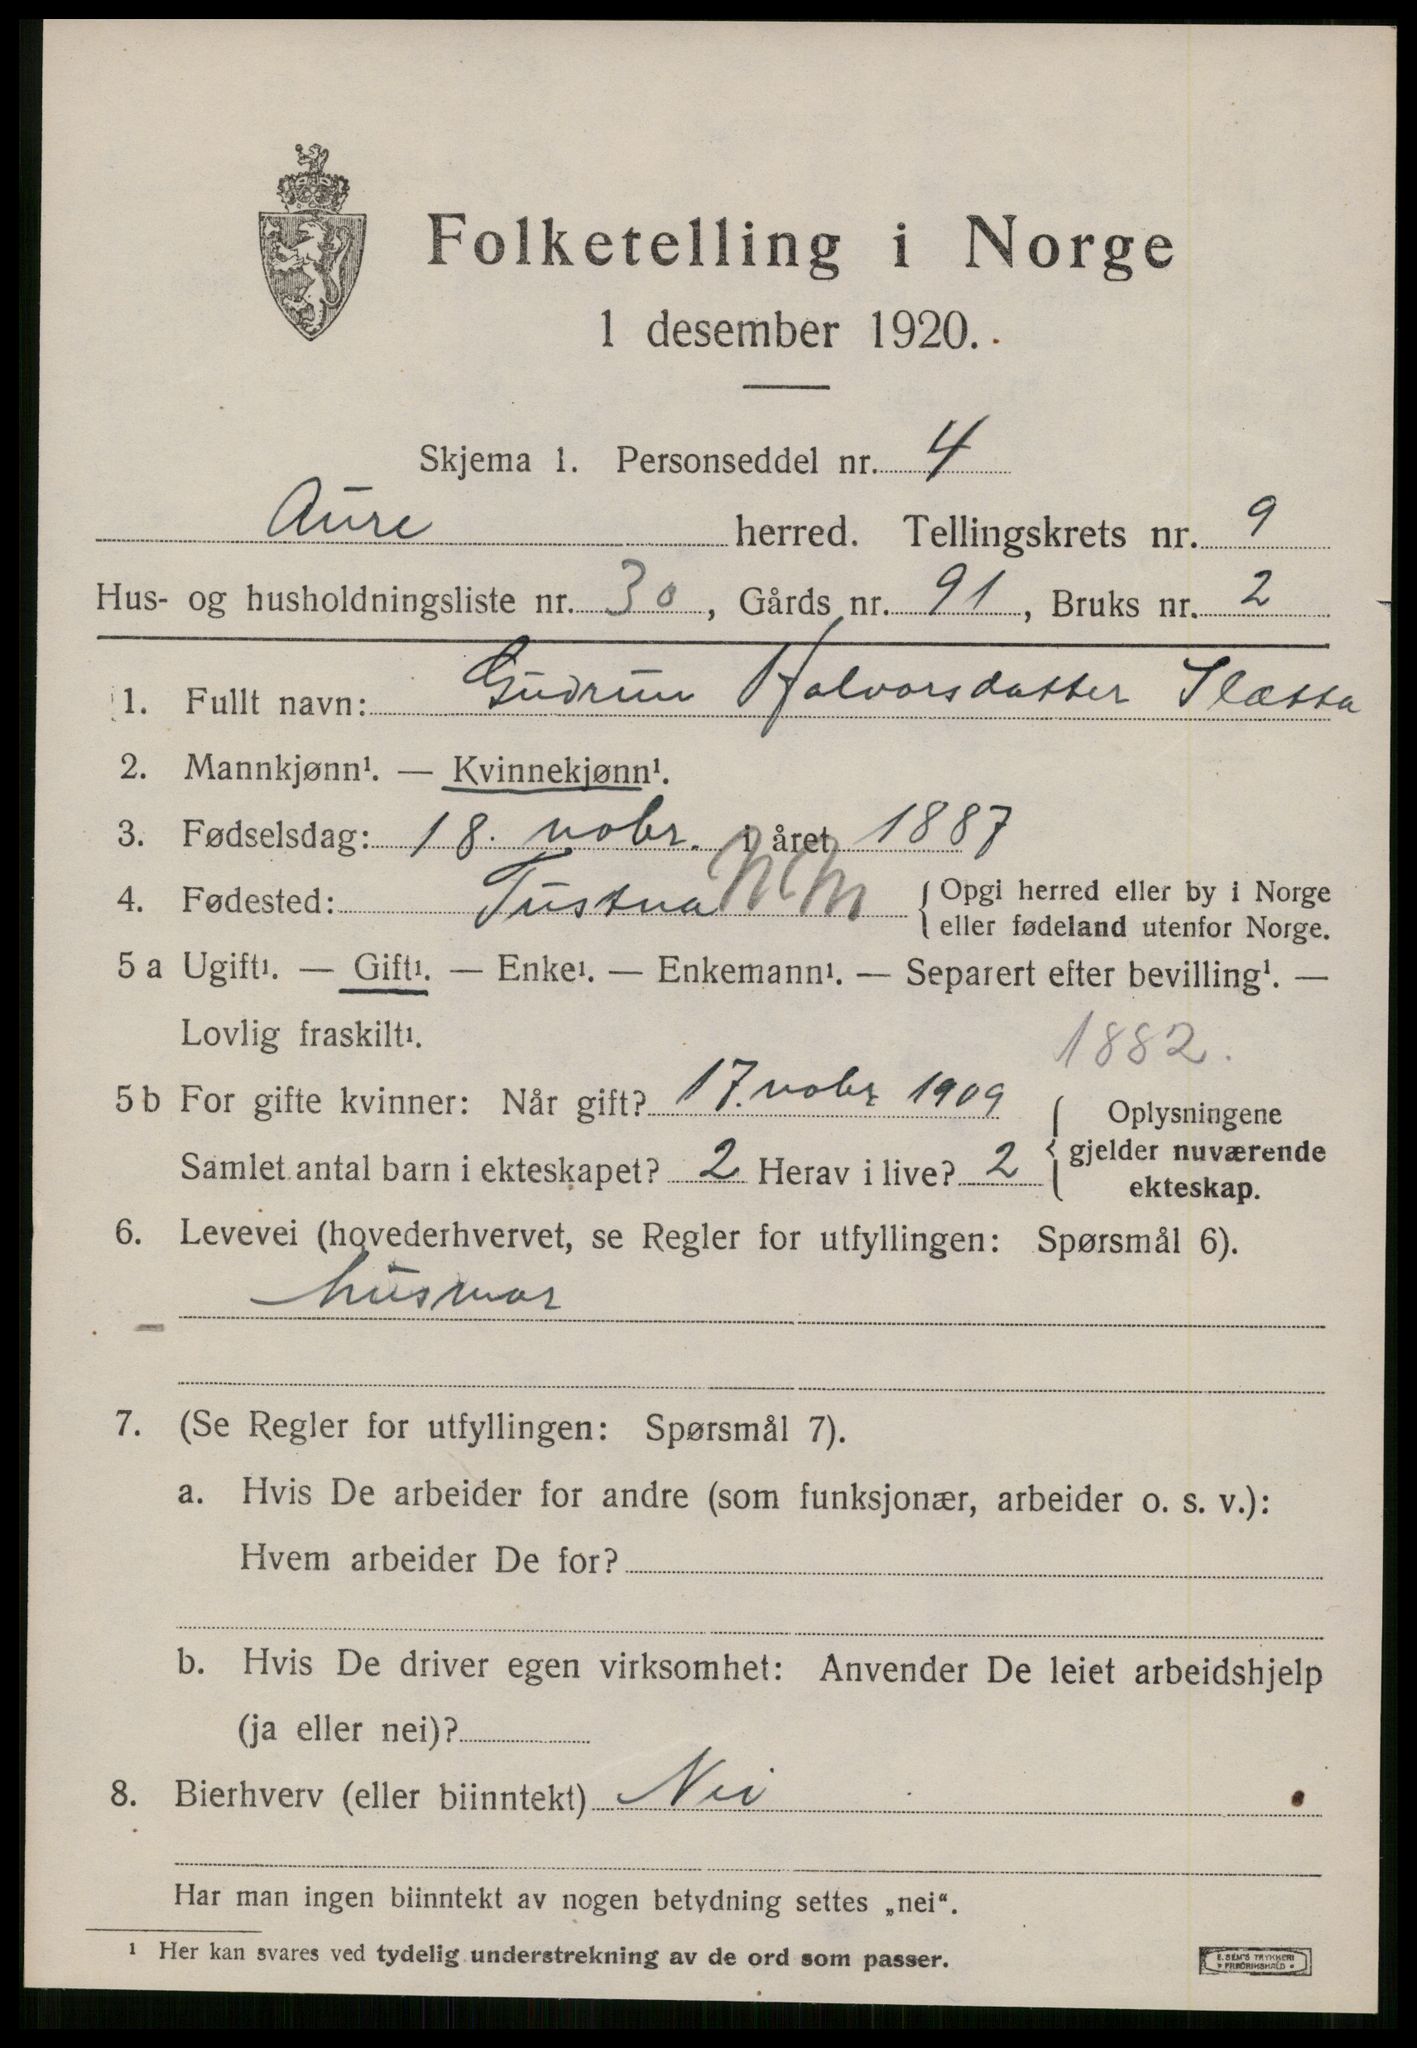 Folketelling i Norge
1 desember 1920.
Skjema 1. Personseddel nr. 4
Aure herred. Tellingskrets nr. 9
Hus- og husholdningsliste nr. 30, Gårds nr. 91, Bruks nr. 2
1. Fullt navn: Gudrun Halvorsdatter Slætta
2. Mannkjønn¹. — Kvinnekjønn¹.
3. Fødselsdag: 18. nobr. i året 1887
4. Fødested: Tustna { Opgi herred eller by i Norge
eller fødeland utenfor Norge.
5 a Ugift¹. — Gift¹. — Enke¹. — Enkemann¹. — Separert efter bevilling¹. —
Lovlig fraskilt¹.
1882.
5 b For gifte kvinner: Når gift? 17. nobr 1909
Samlet antal barn i ekteskapet? 2 Herav i live? 2
{ Oplysningene
gjelder nuværende
ekteskap.
6. Levevei (hovederhvervet, se Regler for utfyllingen: Spørsmål 6).
husmor
7. (Se Regler for utfyllingen: Spørsmål 7).
a. Hvis De arbeider for andre (som funksjonær, arbeider o. s. v.):
Hvem arbeider De for?
b. Hvis De driver egen virksomhet: Anvender De leiet arbeidshjelp
(ja eller nei)?
8. Bierhverv (eller biinntekt) Nei
Har man ingen biinntekt av nogen betydning settes „nei“.
¹ Her kan svares ved tydelig understrekning av de ord som passer.
E. SEM'S TRYKKERI
FREDRIKSHALD